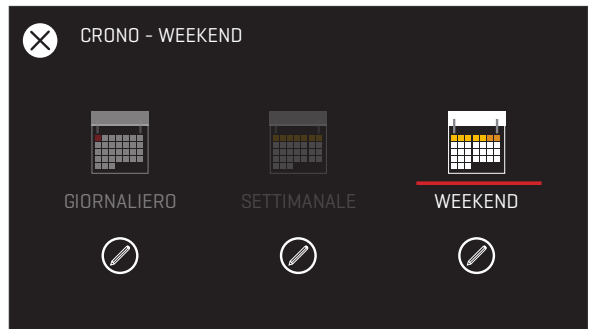 CRONO - WEEKEND
GIORNALIERO
SETTIMANALE
WEEKEND